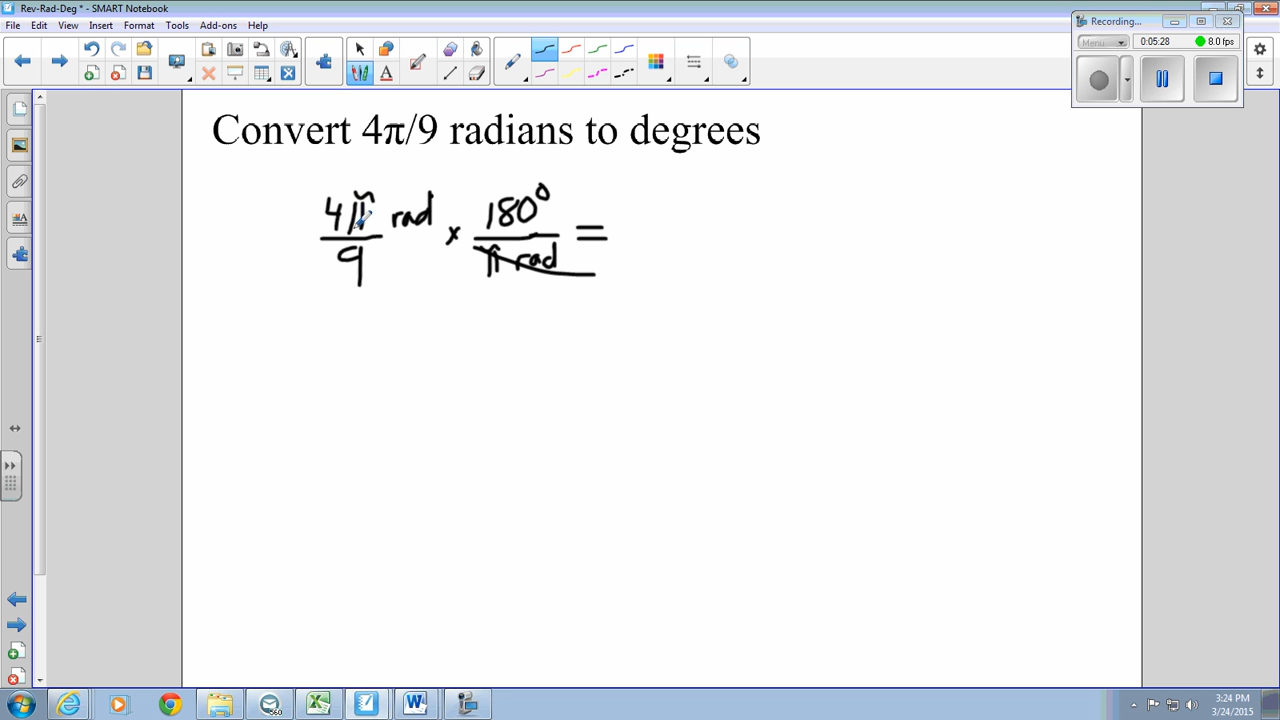 Rev-Rad-Deg * - SMART Notebook
File Edit View Insert Format Tools Add-ons Help
Recording...
Menu 0:05:28 8.0 fps
A
Convert 4π/9 radians to degrees
4π/9 rad × 180°/π rad =
360
3:24 PM
3/24/2015